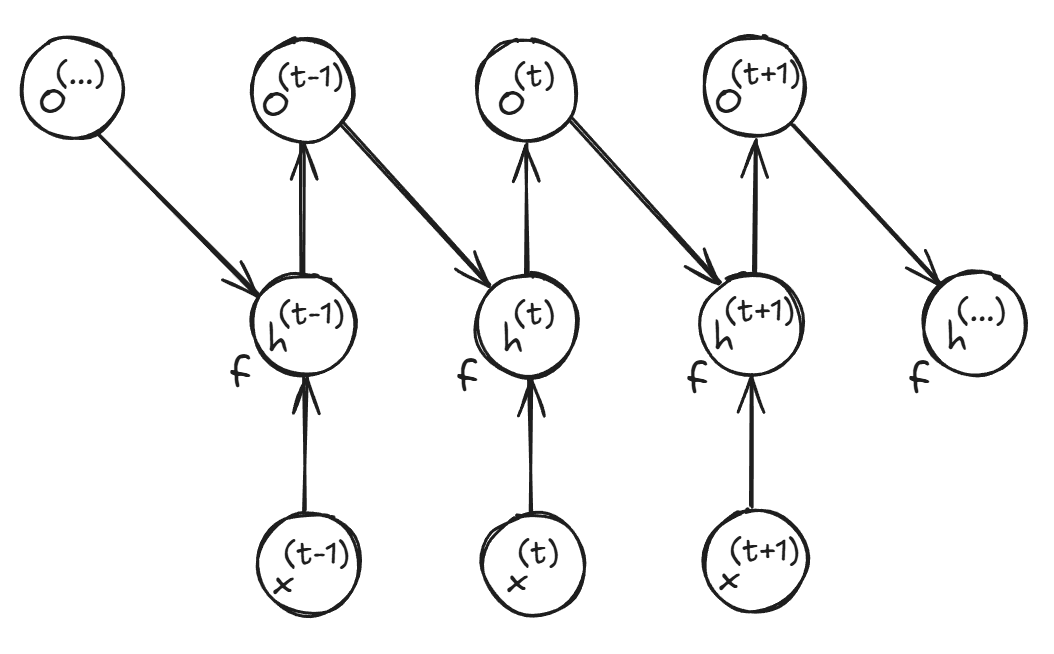 o^(...) o^(t-1) o^(t) o^(t+1)
h^(t-1) h^(t) h^(t+1) h^(...)
f f f f
x^(t-1) x^(t) x^(t+1)